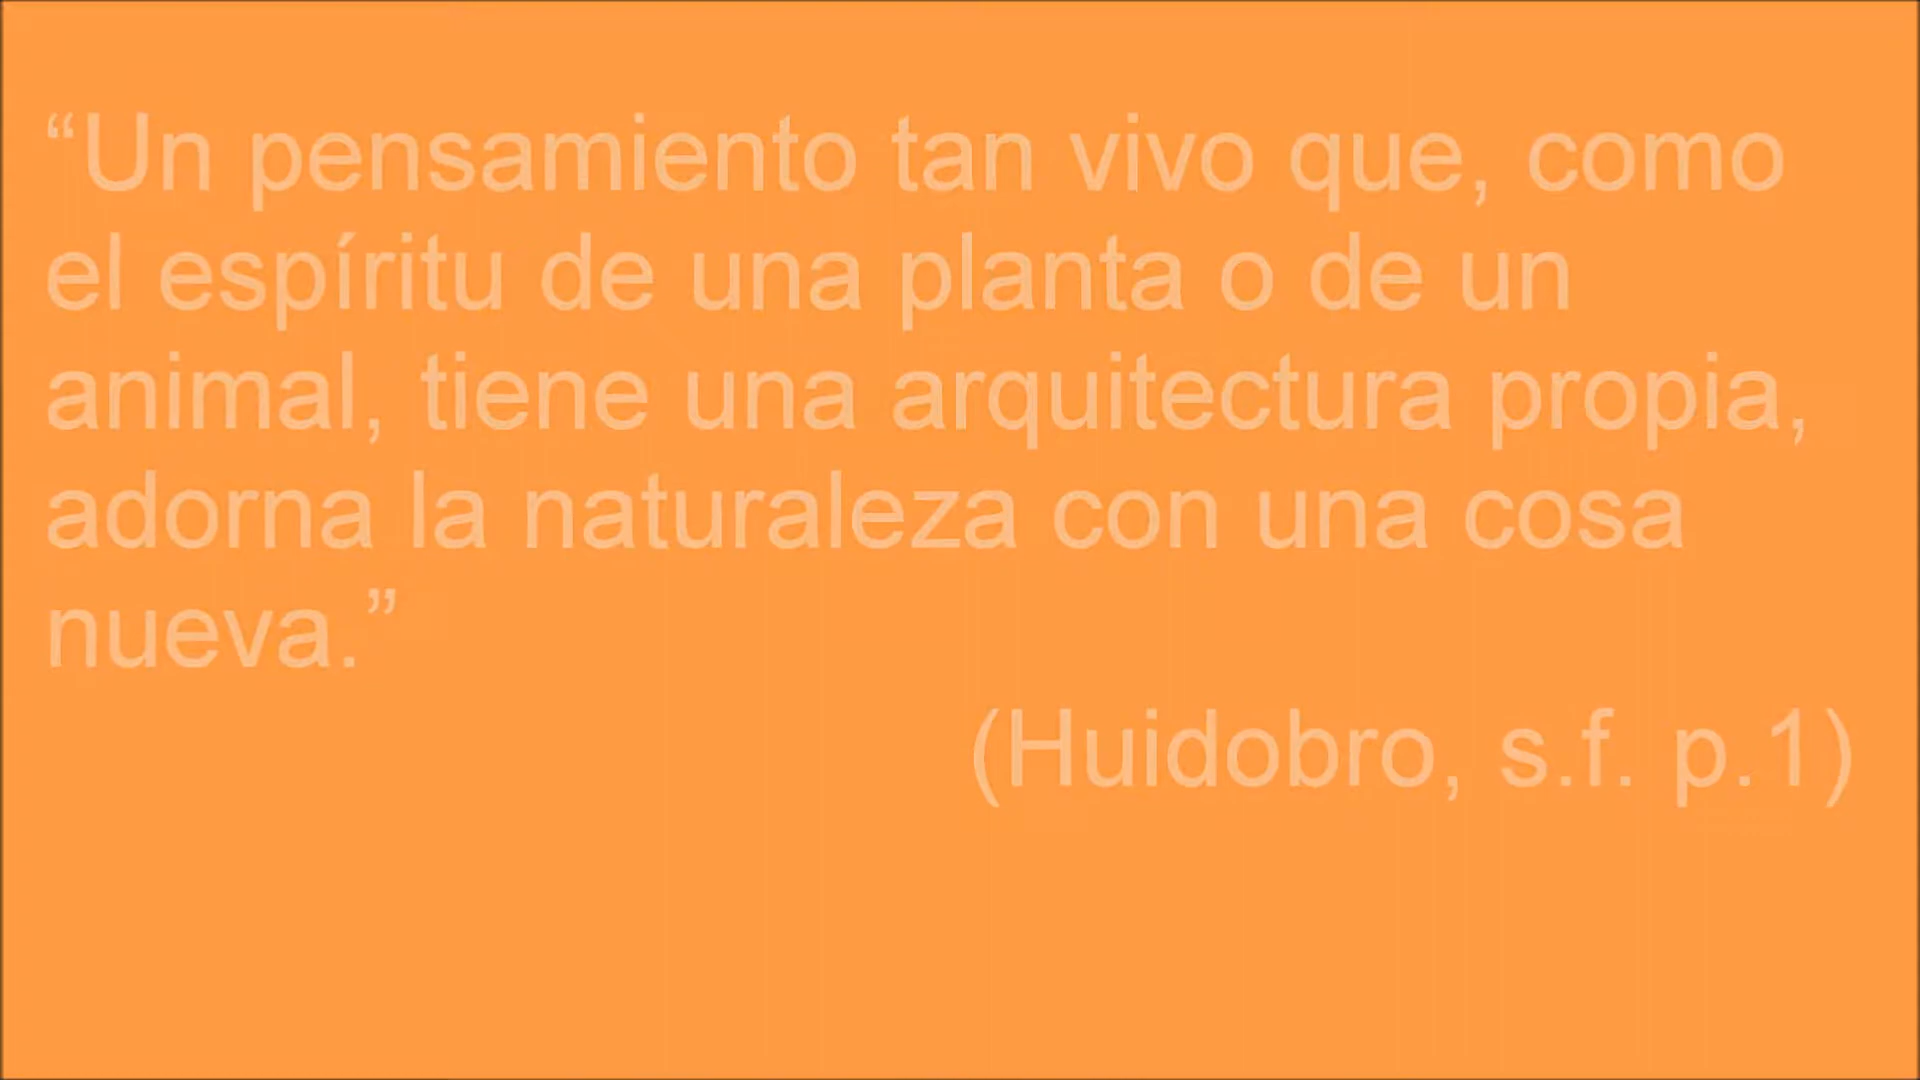 “Un pensamiento tan vivo que, como
el espíritu de una planta o de un
animal, tiene una arquitectura propia,
adorna la naturaleza con una cosa
nueva.”
(Huidobro, s.f. p.1)